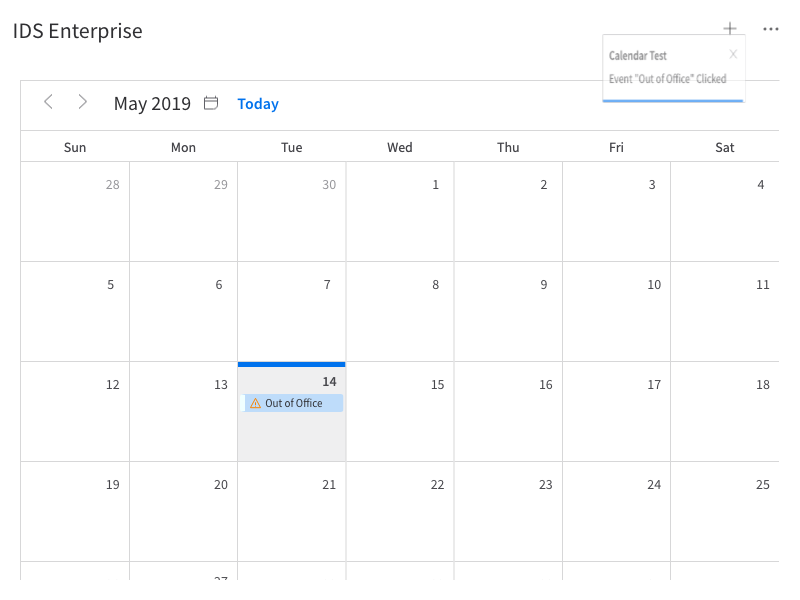 IDS Enterprise
Calendar Test X
Event "Out of Office" Clicked
May 2019 Today
Sun Mon Tue Wed Thu Fri Sat
28 29 30 1 2 3 4
5 6 7 8 9 10 11
12 13 14 15 16 17 18
Out of Office
19 20 21 22 23 24 25